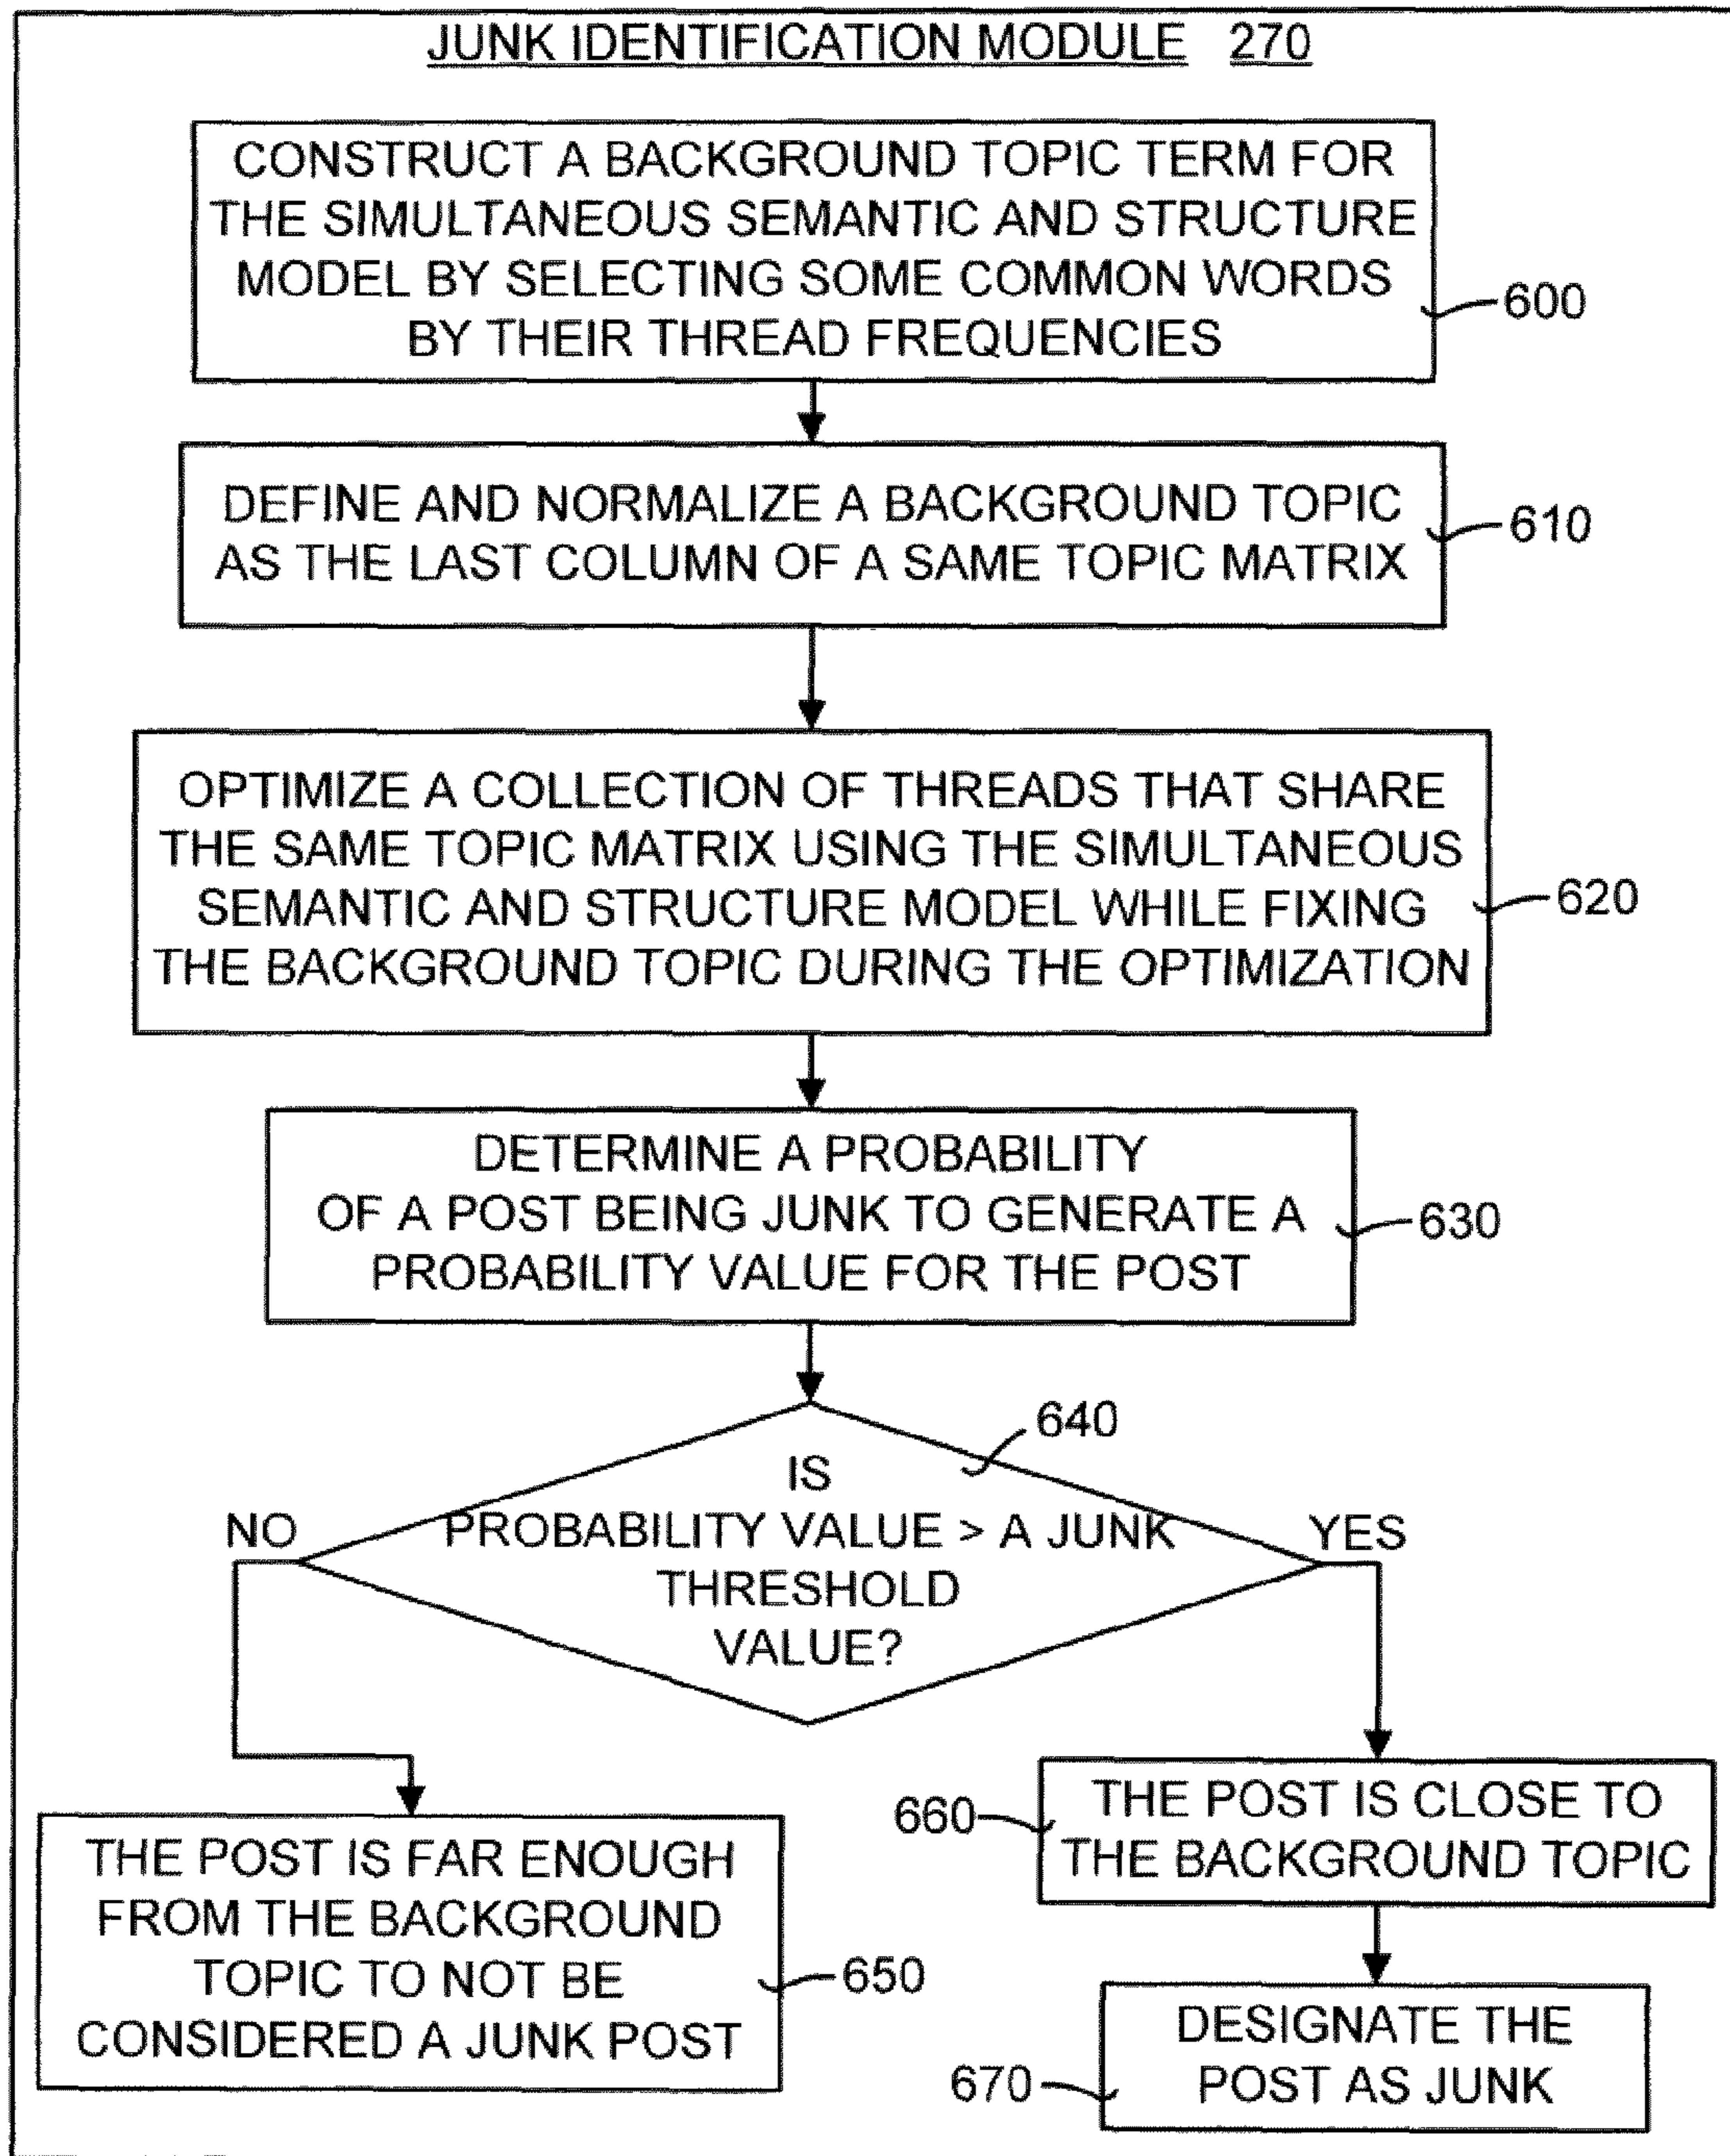 JUNK IDENTIFICATION MODULE 270
CONSTRUCT A BACKGROUND TOPIC TERM FOR
THE SIMULTANEOUS SEMANTIC AND STRUCTURE
MODEL BY SELECTING SOME COMMON WORDS
BY THEIR THREAD FREQUENCIES
600
DEFINE AND NORMALIZE A BACKGROUND TOPIC
AS THE LAST COLUMN OF A SAME TOPIC MATRIX
610
OPTIMIZE A COLLECTION OF THREADS THAT SHARE
THE SAME TOPIC MATRIX USING THE SIMULTANEOUS
SEMANTIC AND STRUCTURE MODEL WHILE FIXING
THE BACKGROUND TOPIC DURING THE OPTIMIZATION
620
DETERMINE A PROBABILITY
OF A POST BEING JUNK TO GENERATE A
PROBABILITY VALUE FOR THE POST
630
640
IS
PROBABILITY VALUE > A JUNK
THRESHOLD
VALUE?
NO
YES
THE POST IS FAR ENOUGH
FROM THE BACKGROUND
TOPIC TO NOT BE
CONSIDERED A JUNK POST
650
660
THE POST IS CLOSE TO
THE BACKGROUND TOPIC
670
DESIGNATE THE
POST AS JUNK